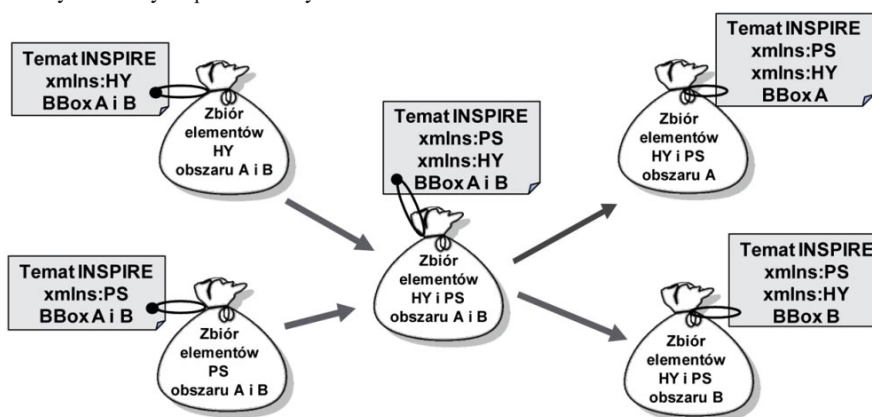 Temat INSPIRE
xmlns:HY
BBox A i B
Zbiór
elementów
HY
obszaru A i B
Temat INSPIRE
xmlns:PS
BBox A i B
Zbiór
elementów
PS
obszaru A i B
Temat INSPIRE
xmlns:PS
xmlns:HY
BBox A i B
Zbiór
elementów
HY i PS
obszaru A i B
Temat INSPIRE
xmlns:PS
xmlns:HY
BBox A
Zbiór
elementów
HY i PS
obszaru A
Temat INSPIRE
xmlns:PS
xmlns:HY
BBox B
Zbiór
elementów
HY i PS
obszaru B